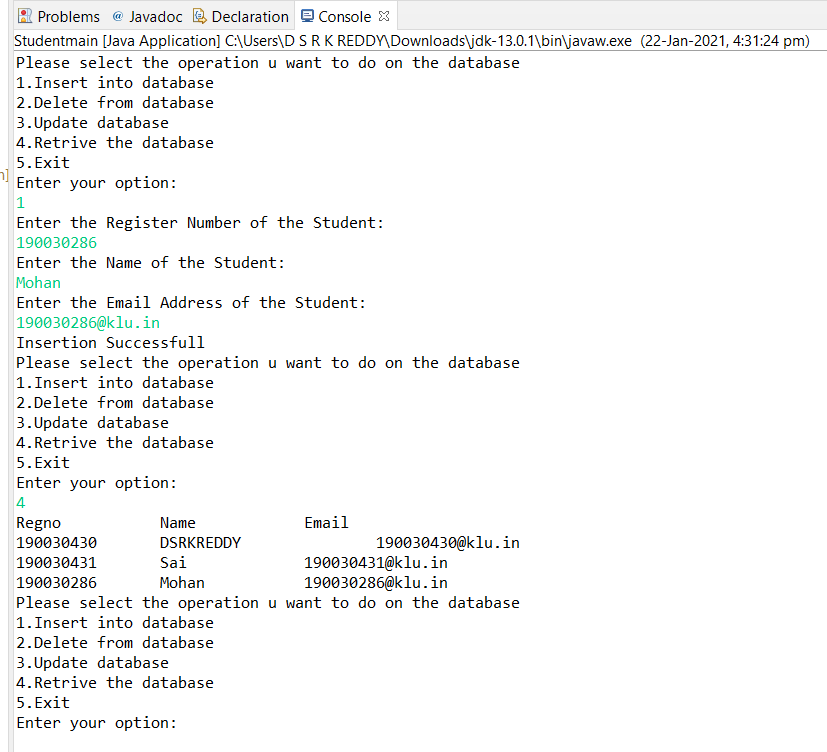 Problems @ Javadoc Declaration Console
Studentmain [Java Application] C:\Users\D S R K REDDY\Downloads\jdk-13.0.1\bin\javaw.exe (22-Jan-2021, 4:31:24 pm)
Please select the operation u want to do on the database
1.Insert into database
2.Delete from database
3.Update database
4.Retrive the database
5.Exit
Enter your option:
1
Enter the Register Number of the Student:
190030286
Enter the Name of the Student:
Mohan
Enter the Email Address of the Student:
190030286@klu.in
Insertion Successfull
Please select the operation u want to do on the database
1.Insert into database
2.Delete from database
3.Update database
4.Retrive the database
5.Exit
Enter your option:
4
Regno Name Email
190030430 DSRKREDDY 190030430@klu.in
190030431 Sai 190030431@klu.in
190030286 Mohan 190030286@klu.in
Please select the operation u want to do on the database
1.Insert into database
2.Delete from database
3.Update database
4.Retrive the database
5.Exit
Enter your option: